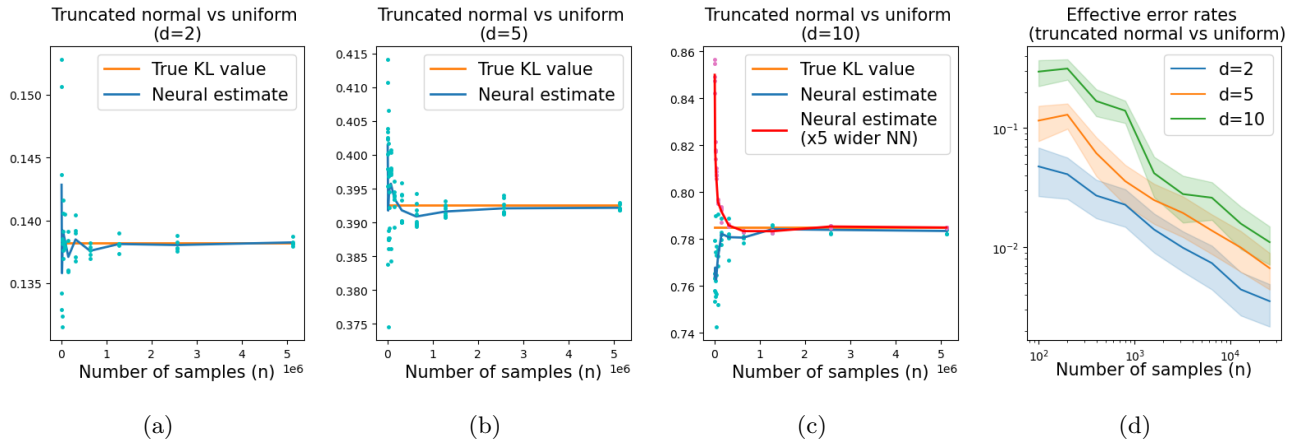 Truncated normal vs uniform
(d=2)
0.150
0.145
0.140
0.135
True KL value
Neural estimate
0 1 2 3 4 5
1e6
Number of samples (n)
(a)
Truncated normal vs uniform
(d=5)
0.415
0.410
0.405
0.400
0.395
0.390
0.385
0.380
0.375
True KL value
Neural estimate
0 1 2 3 4 5
1e6
Number of samples (n)
(b)
Truncated normal vs uniform
(d=10)
0.86
0.84
0.82
0.80
0.78
0.76
0.74
True KL value
Neural estimate
Neural estimate
(x5 wider NN)
0 1 2 3 4 5
1e6
Number of samples (n)
(c)
Effective error rates
(truncated normal vs uniform)
10⁻¹
10⁻²
d=2
d=5
d=10
10² 10³ 10⁴
Number of samples (n)
(d)